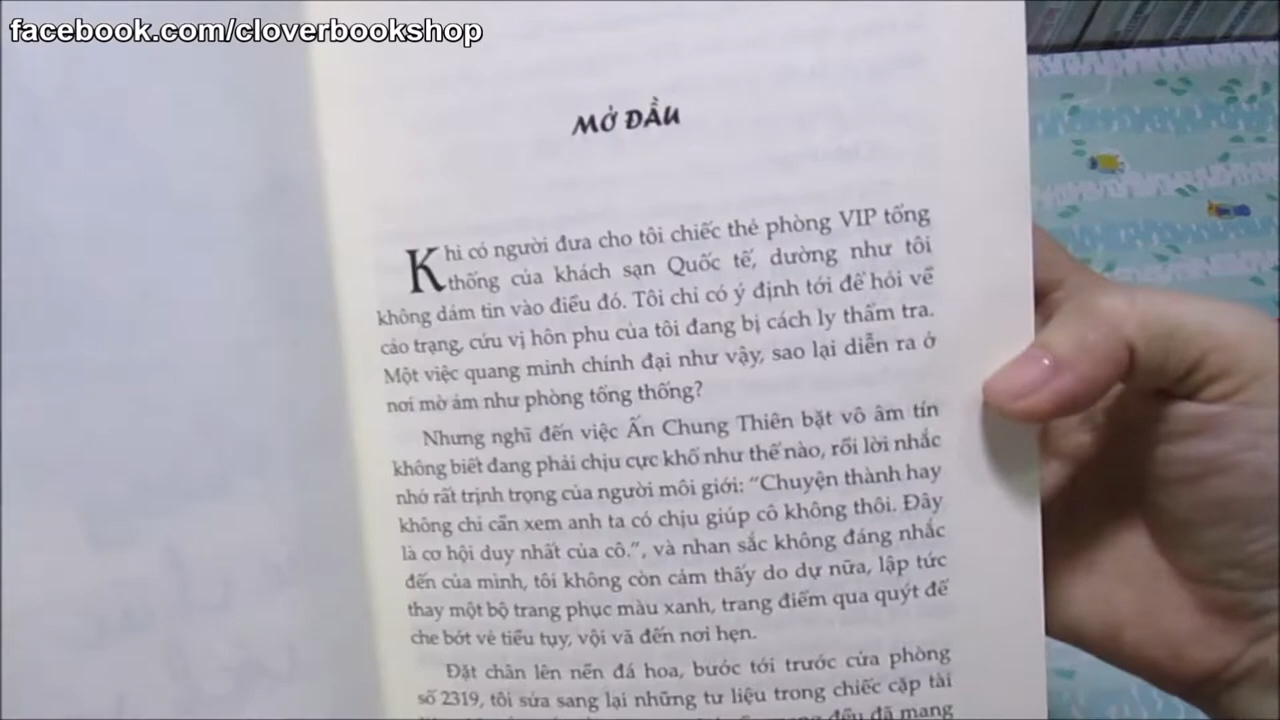 facebook.com/cloverbookshop
MỞ ĐẦU
Khi có người đưa cho tôi chiếc thẻ phòng VIP tổng
thống của khách sạn Quốc tế, dường như tôi
không dám tin vào điều đó. Tôi chỉ có ý định tới để hỏi về
cáo trạng, cứu vị hôn phu của tôi đang bị cách ly thẩm tra.
Một việc quang minh chính đại như vậy, sao lại diễn ra ở
nơi mờ ám như phòng tổng thống?
Nhưng nghĩ đến việc Ấn Chung Thiên bặt vô âm tín
không biết đang phải chịu cực khổ như thế nào, rồi lời nhắc
nhở rất trịnh trọng của người môi giới: “Chuyện thành hay
không chỉ cần xem anh ta có chịu giúp cô không thôi. Đây
là cơ hội duy nhất của cô.”, và nhan sắc không đáng nhắc
đến của mình, tôi không còn cảm thấy do dự nữa, lập tức
thay một bộ trang phục màu xanh, trang điểm qua quýt để
che bớt vẻ tiều tụy, vội vã đến nơi hẹn.
Đặt chân lên nền đá hoa, bước tới trước cửa phòng
số 2319, tôi sửa sang lại những tư liệu trong chiếc cặp tài
đều đã mang